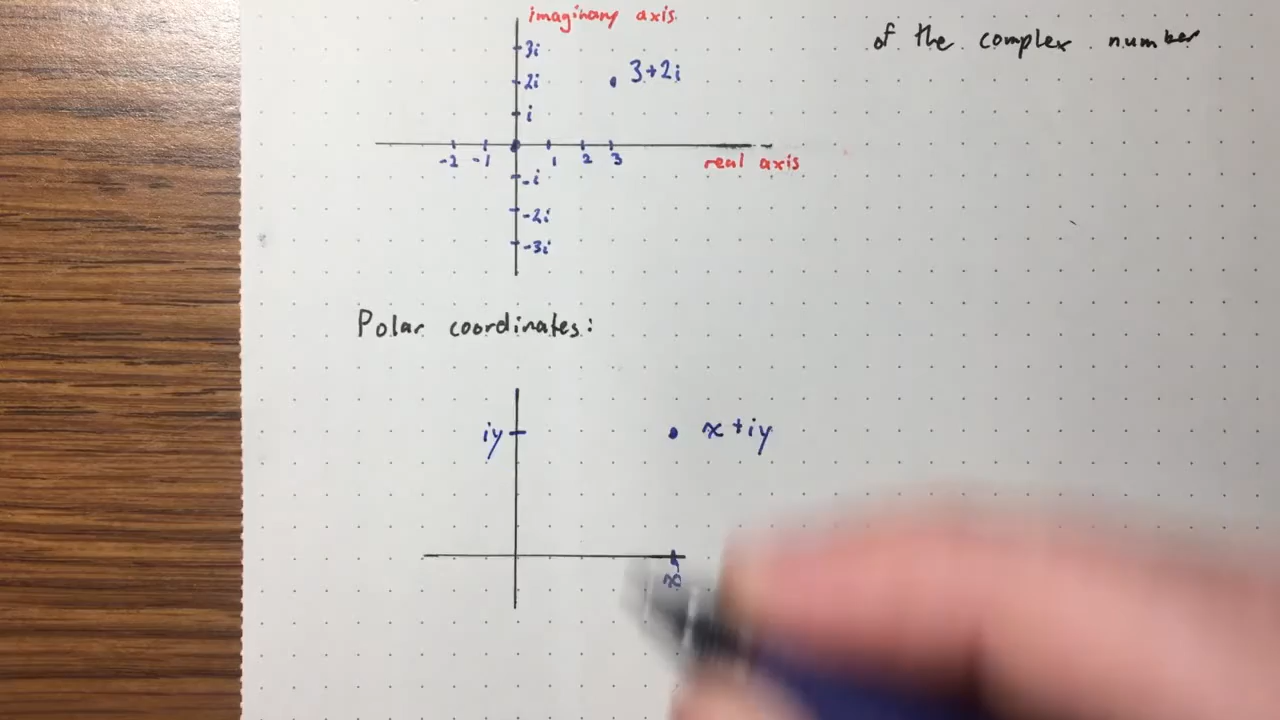 imaginary axis
of the complex number
3i
2i
3+2i
i
-2 -1 1 2 3
real axis
-i
-2i
-3i
Polar coordinates:
iy
x+iy
x